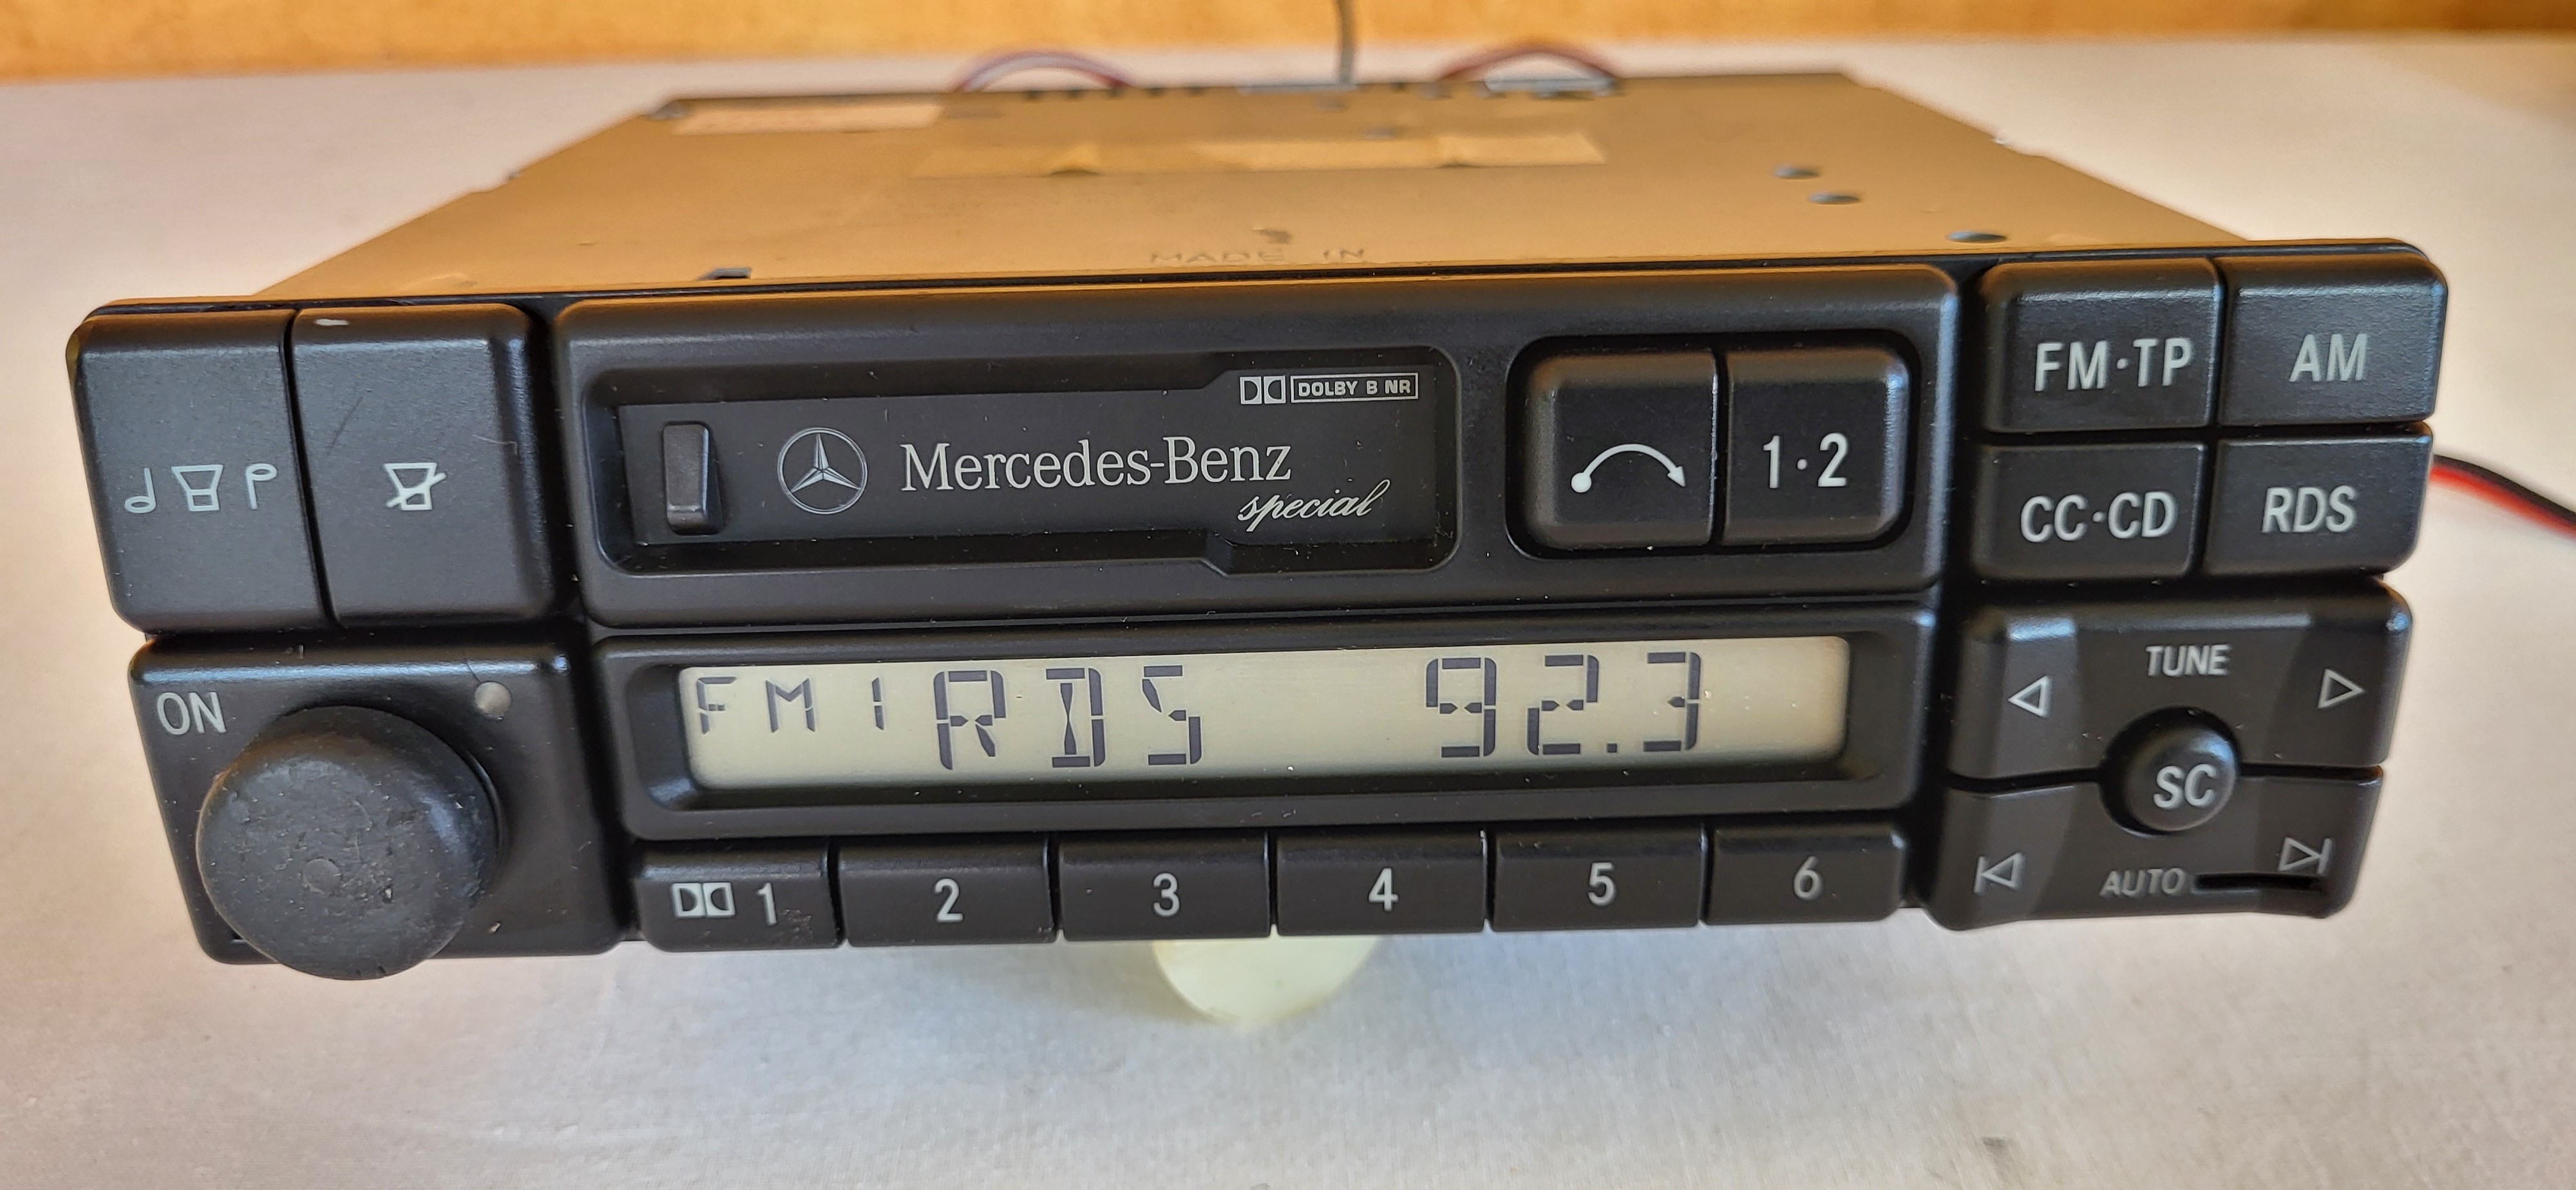 MADE IN
DOLBY B NR
Mercedes-Benz
special
1·2
FM·TP
AM
CC·CD
RDS
ON
FM1 RDS 92.3
TUNE
SC
AUTO
1
2
3
4
5
6